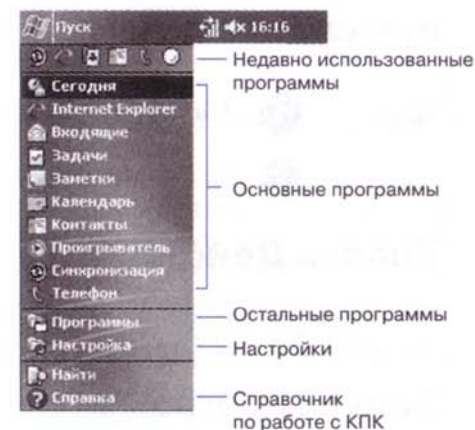 Пуск 16:16
Недавно использованные
программы
Сегодня
Internet Explorer
Входящие
Задачи
Заметки
Календарь
Контакты
Проигрыватель
Синхронизация
Телефон
Основные программы
Программы
Остальные программы
Настройка
Настройки
Найти
Справка
Справочник
по работе с КПК